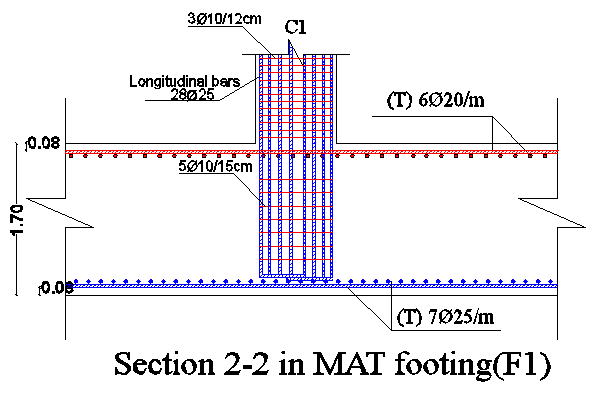 3Ø10/12cm
C1
Longitudinal bars
28Ø25
(T) 6Ø20/m
0.08
5Ø10/15cm
1.70
0.08
(T) 7Ø25/m
Section 2-2 in MAT footing(F1)